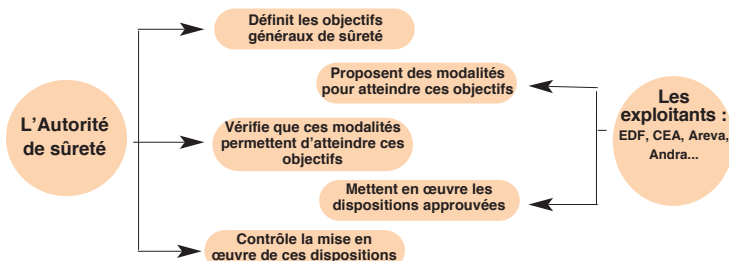 Définit les objectifs
généraux de sûreté
Proposent des modalités
pour atteindre ces objectifs
L'Autorité
de sûreté
Les
exploitants :
EDF, CEA, Areva,
Andra...
Vérifie que ces modalités
permettent d'atteindre ces
objectifs
Mettent en œuvre les
dispositions approuvées
Contrôle la mise en
œuvre de ces dispositions